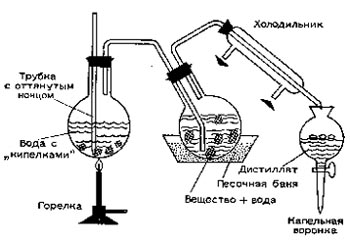 Холодильник
Трубка
с оттянутым
концом
Вода с
„кипелками"
Горелка
Дистиллят
Песочная баня
Вещество + вода
Капельная
воронка